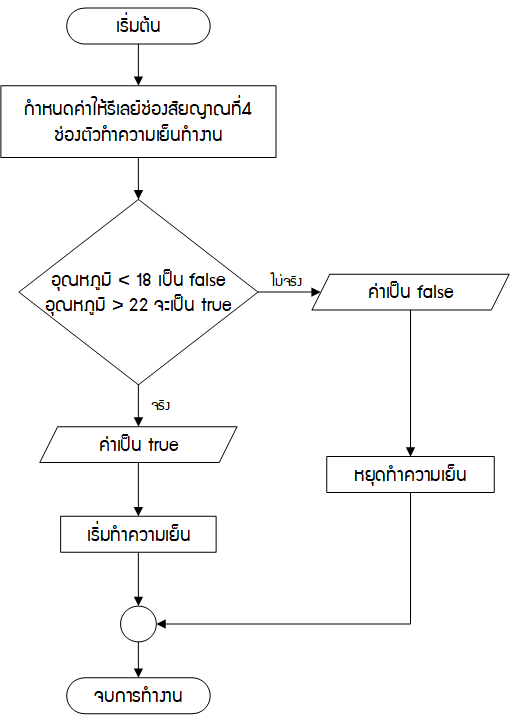 เริ่มต้น
กำหนดค่าให้รีเลย์ช่องสัญญาณที่4
ช่องตัวทำความเย็นทำงาน
อุณหภูมิ < 18 เป็น false
อุณหภูมิ > 22 จะเป็น true
ไม่จริง
ค่าเป็น false
จริง
ค่าเป็น true
หยุดทำความเย็น
เริ่มทำความเย็น
จบการทำงาน